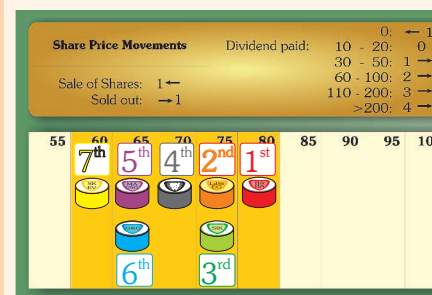 Share Price Movements
Dividend paid:
0: ← 1
10 - 20: 0
30 - 50: 1 →
60 - 100: 2 →
110 - 200: 3 →
>200: 4 →
Sale of Shares: 1←
Sold out: →1
55 60 65 70 75 80 85 90 95 10
7th 5th 4th 2nd 1st
6th 3rd